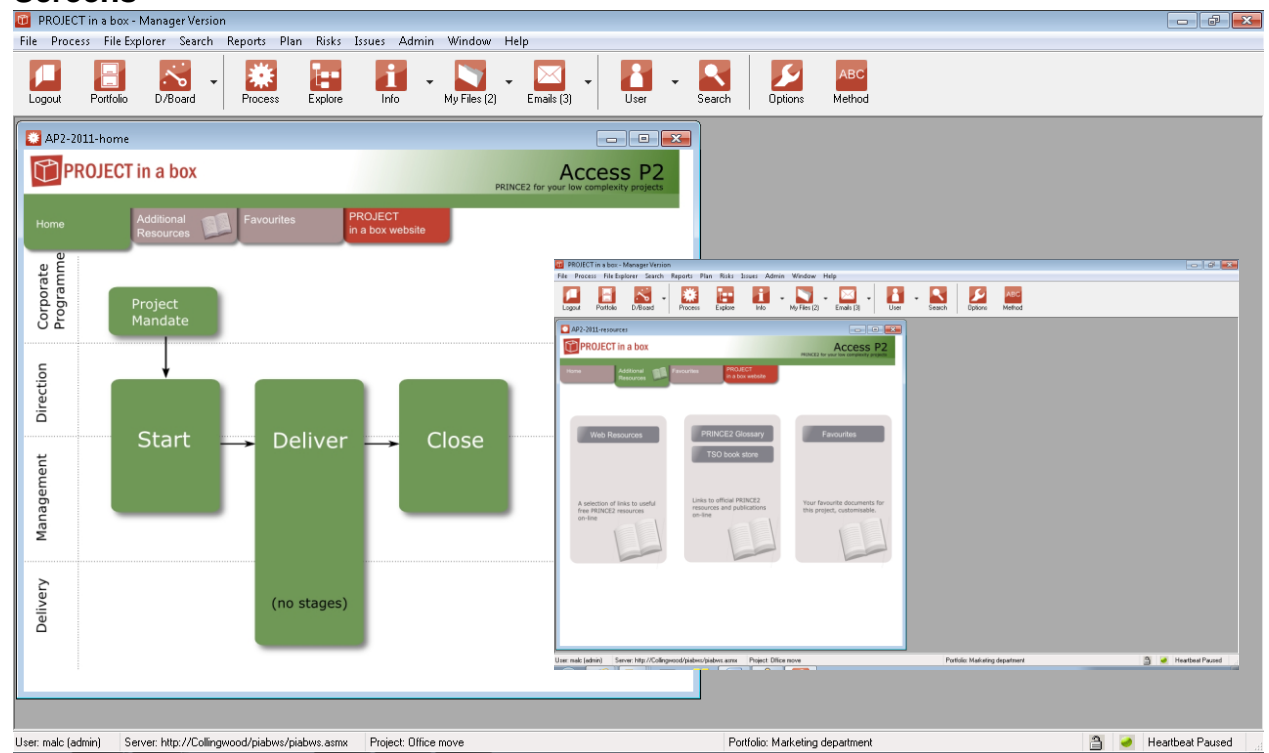 Screens
PROJECT in a box - Manager Version
File Process File Explorer Search Reports Plan Risks Issues Admin Window Help
ABC
Logout Portfolio D/Board Process Explore Info My Files (2) Emails (3) User Search Options Method
AP2-2011-home
PROJECT in a box
Access P2
PRINCE2 for your low complexity projects
Home
Additional
Resources
Favourites
PROJECT
in a box website
Corporate
Programme
Project
Mandate
Direction
Start
Deliver
Close
Management
(no stages)
Delivery
PROJECT in a box - Manager Version
File Process File Explorer Search Reports Plan Risks Issues Admin Window Help
ABC
Logout Portfolio D/Board Process Explore Info My Files (2) Emails (3) User Search Options Method
AP2-2011-resources
PROJECT in a box
Access P2
PRINCE2 for your low complexity projects
Home
Additional
Resources
Favourites
PROJECT
in a box website
Web Resources
A selection of links to useful
free PRINCE2 resources
on-line
PRINCE2 Glossary
TSO book store
Links to official PRINCE2
resources and publications
on-line
Favourites
Your favourite documents for
this project, customisable.
User: malc (admin) Server: http://Collingwood/piabws/piabws.asmx Project: Office move Portfolio: Marketing department Heartbeat Paused
User: malc (admin) Server: http://Collingwood/piabws/piabws.asmx Project: Office move Portfolio: Marketing department Heartbeat Paused